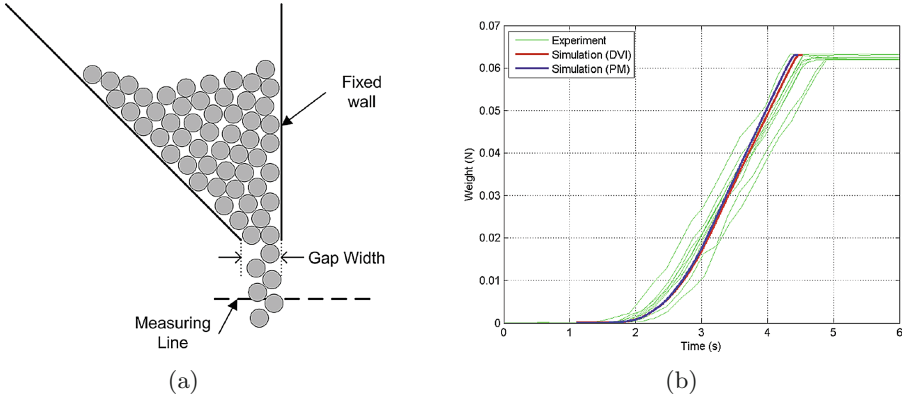 Fixed
wall
Gap Width
Measuring
Line
(a)
0.07
0.06
0.05
0.04
0.03
0.02
0.01
0
Weight (N)
Experiment
Simulation (DVI)
Simulation (PM)
0 1 2 3 4 5 6
Time (s)
(b)